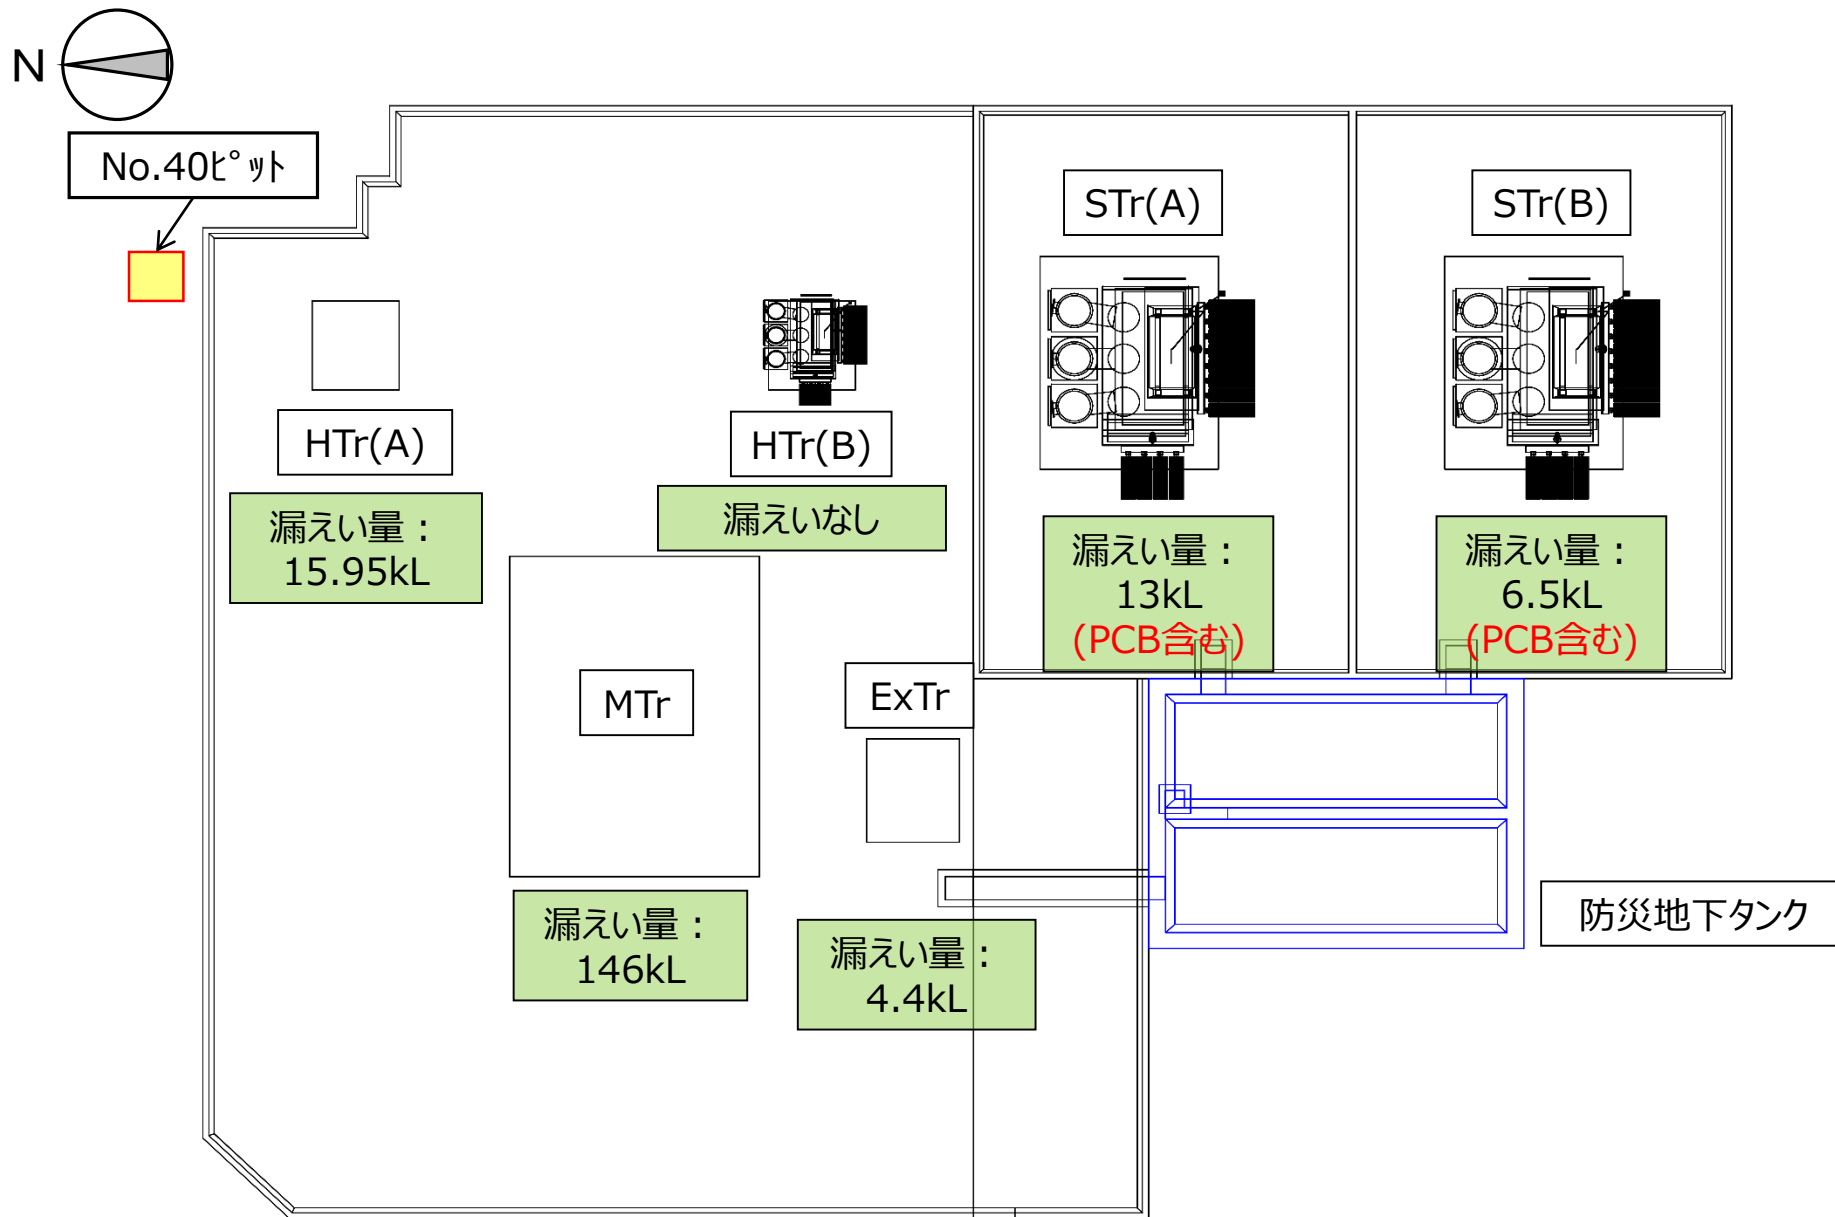 N
No.40ﾋﾟｯﾄ
STr(A)
STr(B)
HTr(A)
HTr(B)
漏えい量：
15.95kL
漏えいなし
漏えい量：
13kL
(PCB含む)
漏えい量：
6.5kL
(PCB含む)
MTr
ExTr
漏えい量：
146kL
漏えい量：
4.4kL
防災地下タンク